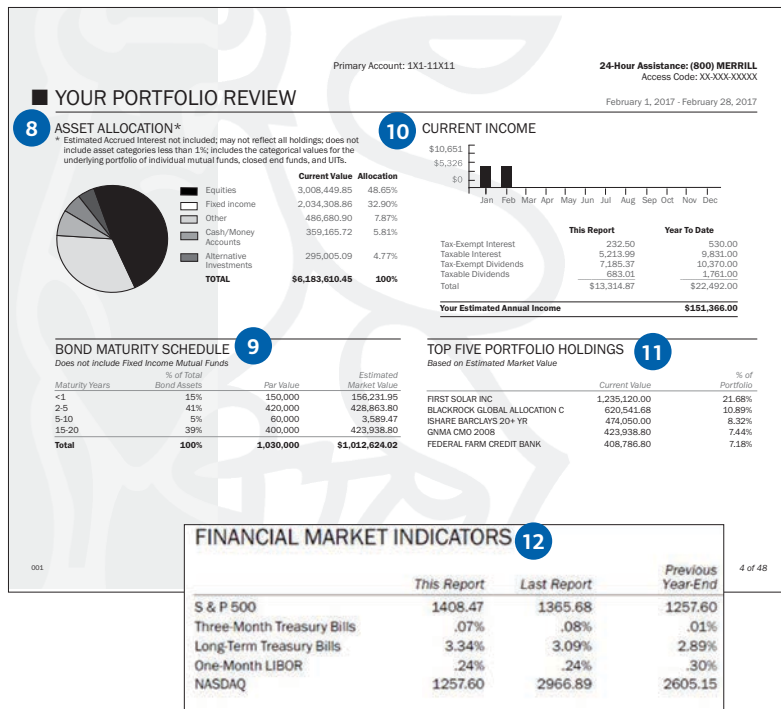 Primary Account: 1X1-11X11
24-Hour Assistance: (800) MERRILL
Access Code: XX-XXX-XXXXX
YOUR PORTFOLIO REVIEW
February 1, 2017 - February 28, 2017
8 ASSET ALLOCATION*
* Estimated Accrued Interest not included; may not reflect all holdings; does not
include asset categories less than 1%; includes the categorical values for the
underlying portfolio of individual mutual funds, closed end funds, and UITs.
Current Value Allocation
Equities 3,008,449.85 48.65%
Fixed income 2,034,308.86 32.90%
Other 486,680.90 7.87%
Cash/Money 359,165.72 5.81%
Accounts
Alternative 295,005.09 4.77%
Investments
TOTAL $6,183,610.45 100%
10 CURRENT INCOME
$10,651
$5,326
$0
Jan Feb Mar Apr May Jun Jul Aug Sep Oct Nov Dec
This Report Year To Date
Tax-Exempt Interest 232.50 530.00
Taxable Interest 5,213.99 9,831.00
Tax-Exempt Dividends 7,185.37 10,370.00
Taxable Dividends 683.01 1,761.00
Total $13,314.87 $22,492.00
Your Estimated Annual Income $151,366.00
BOND MATURITY SCHEDULE 9
Does not include Fixed Income Mutual Funds
% of Total Estimated
Maturity Years Bond Assets Par Value Market Value
<1 15% 150,000 156,231.95
2-5 41% 420,000 428,863.80
5-10 5% 60,000 3,589.47
15-20 39% 400,000 423,938.80
Total 100% 1,030,000 $1,012,624.02
TOP FIVE PORTFOLIO HOLDINGS 11
Based on Estimated Market Value
% of
Current Value Portfolio
FIRST SOLAR INC 1,235,120.00 21.68%
BLACKROCK GLOBAL ALLOCATION C 620,541.68 10.89%
ISHARE BARCLAYS 20+ YR 474,050.00 8.32%
GNMA CMO 2008 423,938.80 7.44%
FEDERAL FARM CREDIT BANK 408,786.80 7.18%
001
4 of 48
FINANCIAL MARKET INDICATORS 12
Previous
This Report Last Report Year-End
S & P 500 1408.47 1365.68 1257.60
Three-Month Treasury Bills .07% .08% .01%
Long-Term Treasury Bills 3.34% 3.09% 2.89%
One-Month LIBOR .24% .24% .30%
NASDAQ 1257.60 2966.89 2605.15